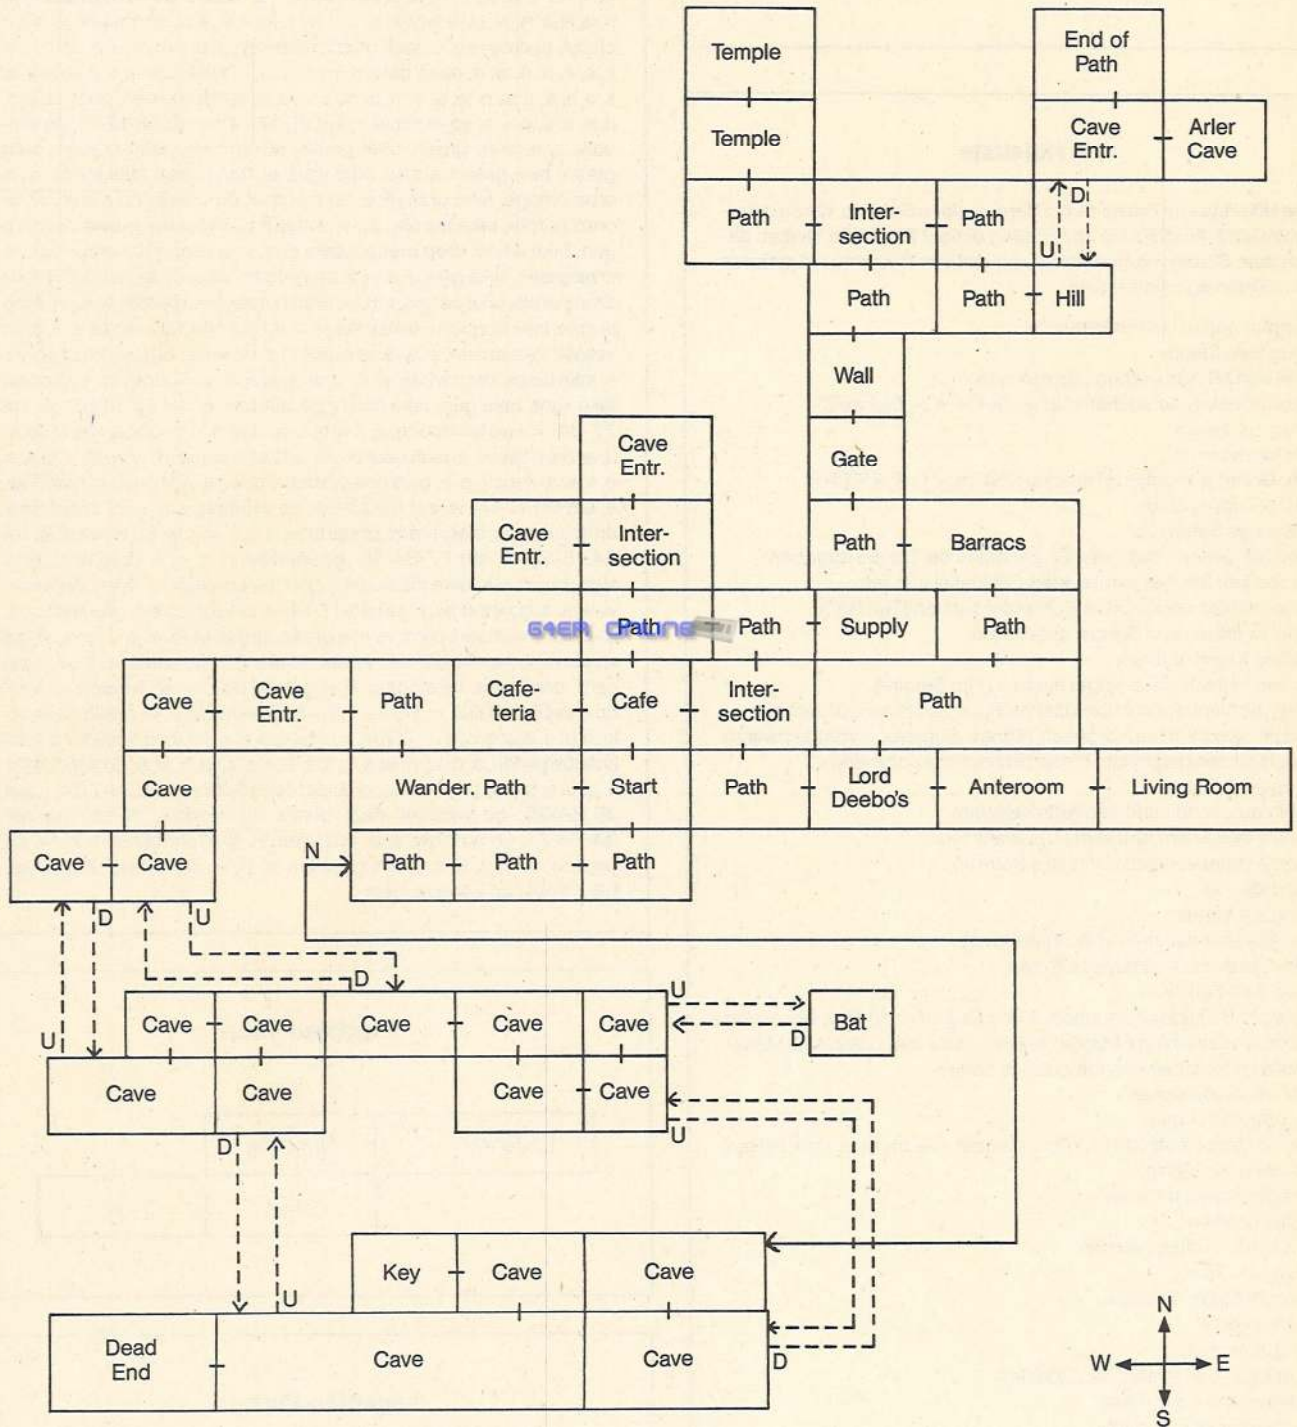 Temple
End of
Path
Temple
Cave
Entr.
Arler
Cave
Path
Inter-
section
Path
U
D
Path
Path
Hill
Wall
Cave
Entr.
Gate
Cave
Entr.
Inter-
section
Path
Barracs
64ER ONLINE
Path
Path
Supply
Path
Cave
Cave
Entr.
Path
Cafe-
teria
Cafe
Inter-
section
Path
Cave
Wander. Path
Start
Path
Lord
Deebo's
Anteroom
Living Room
Cave
Cave
N
Path
Path
Path
D
U
D
U
Cave
Cave
Cave
Cave
Cave
Bat
U
D
Cave
Cave
Cave
Cave
D
U
U
Key
Cave
Cave
U
Dead
End
Cave
Cave
D
N
W
E
S